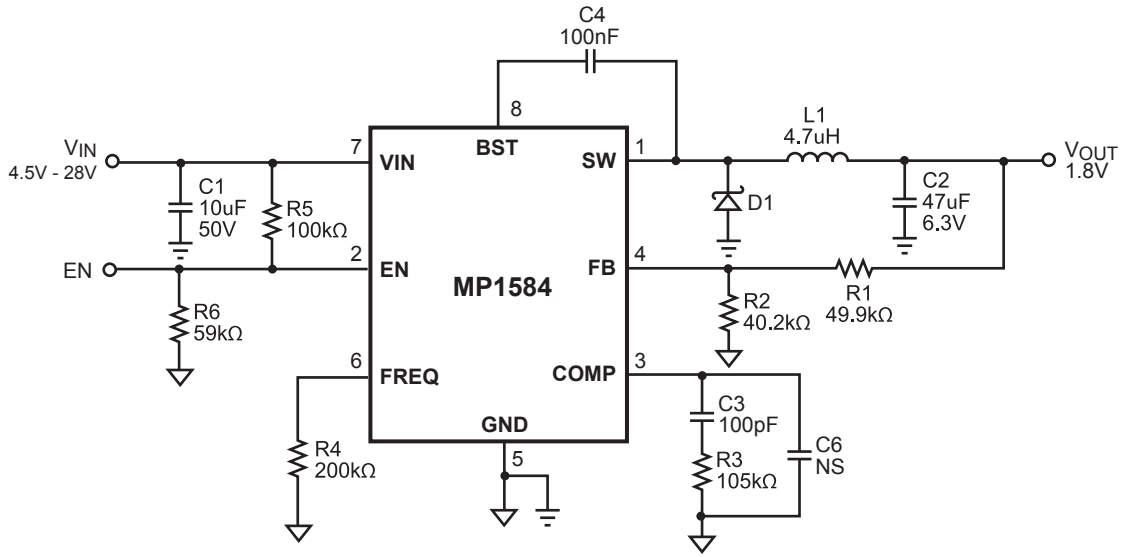 C4
100nF
8
BST
VIN
4.5V - 28V
7
VIN
C1
10uF
50V
R5
100kΩ
SW
1
L1
4.7uH
VOUT
1.8V
D1
C2
47uF
6.3V
EN
2
EN
MP1584
FB
4
R1
49.9kΩ
R2
40.2kΩ
R6
59kΩ
6
FREQ
COMP
3
R4
200kΩ
GND
5
C3
100pF
R3
105kΩ
C6
NS